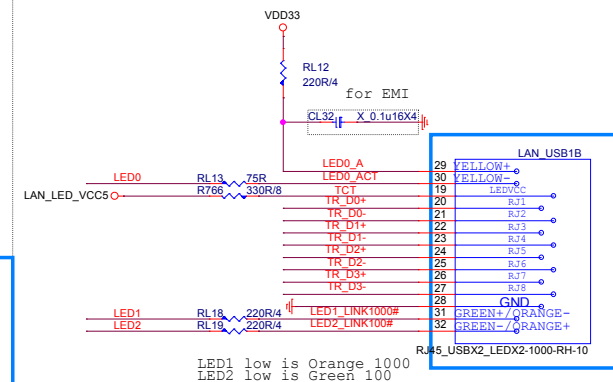 VDD33
RL12
220R/4
for EMI
CL32 X_0.1u16X4
LAN_USB1B
LED0_A 29 YELLOW+
LED0 RL13 75R LED0_ACT 30 YELLOW-
LAN_LED_VCC5 R766 330R/8 TCT 19 LEDVCC
TR_D0+ 20 RJ1
TR_D0- 21 RJ2
TR_D1+ 22 RJ3
TR_D1- 23 RJ4
TR_D2+ 24 RJ5
TR_D2- 25 RJ6
TR_D3+ 26 RJ7
TR_D3- 27 RJ8
28 GND
LED1 RL18 220R/4 LED1_LINK1000# 31 GREEN+/ORANGE-
LED2 RL19 220R/4 LED2_LINK100# 32 GREEN-/ORANGE+
RJ45_USBX2_LEDX2-1000-RH-10
LED1 low is Orange 1000
LED2 low is Green 100